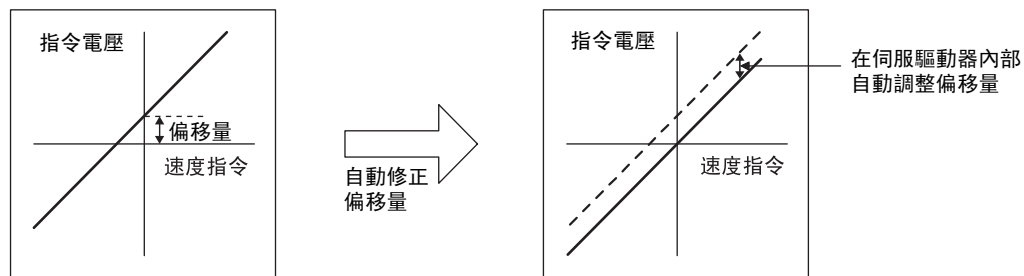 指令電壓
偏移量
速度指令
自動修正
偏移量
指令電壓
速度指令
在伺服驅動器內部
自動調整偏移量